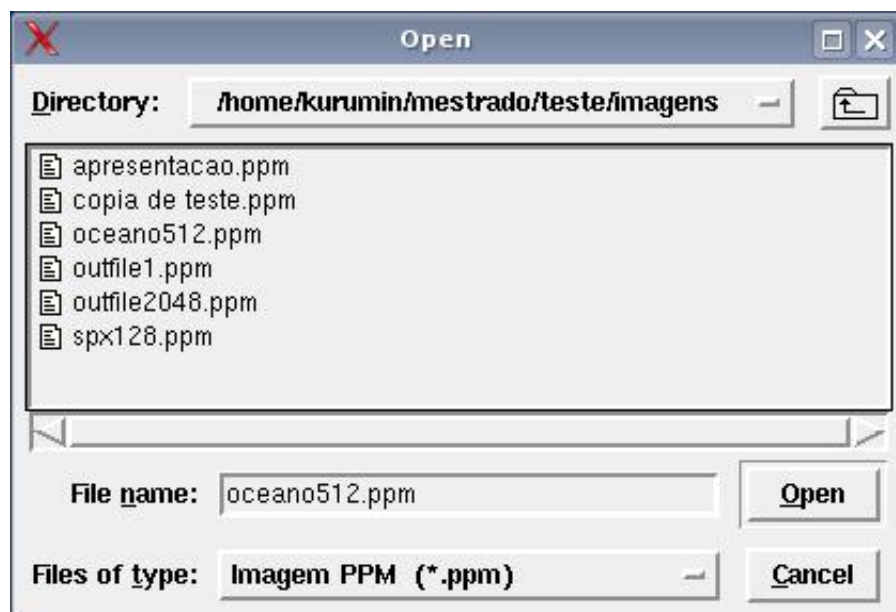 Open
Directory: /home/kurumin/mestrado/teste/imagens
apresentacao.ppm
copia de teste.ppm
oceano512.ppm
outfile1.ppm
outfile2048.ppm
spx128.ppm
File name: oceano512.ppm Open
Files of type: Imagem PPM (*.ppm) Cancel